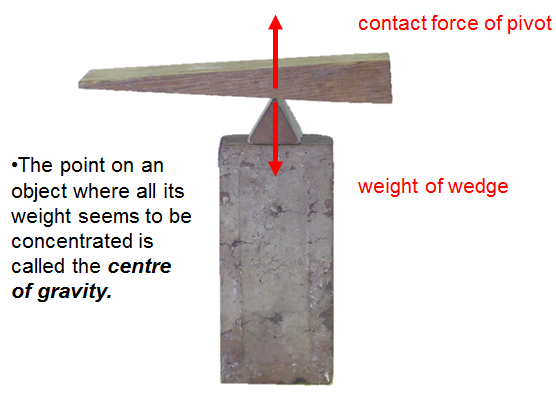 contact force of pivot
•The point on an
object where all its
weight seems to be
concentrated is
called the centre
of gravity.
weight of wedge